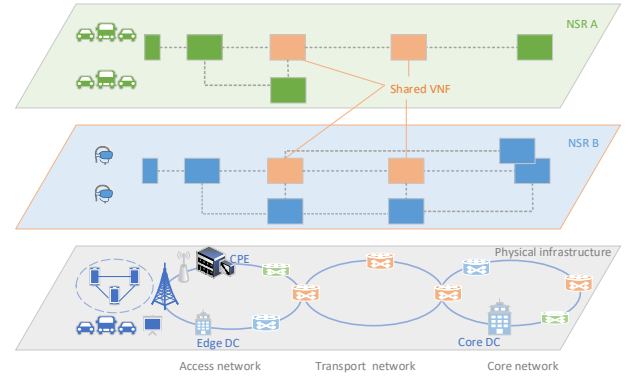 NSR A
Shared VNF
NSR B
Physical infrastructure
CPE
Edge DC
Core DC
Access network
Transport network
Core network